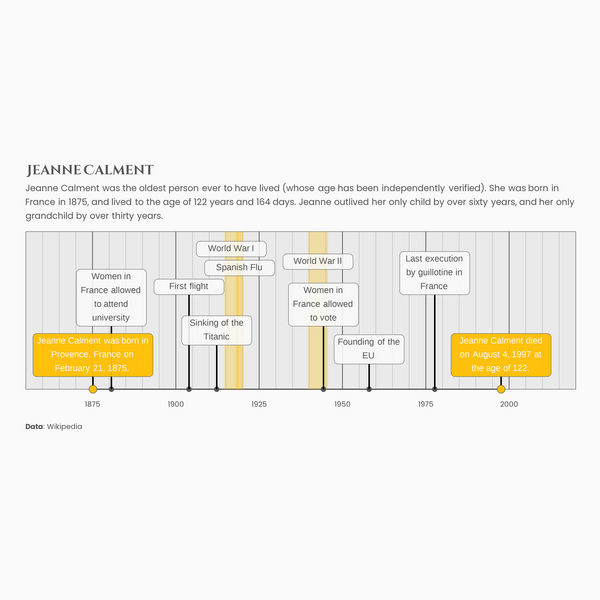 JEANNE CALMENT
Jeanne Calment was the oldest person ever to have lived (whose age has been independently verified). She was born in
France in 1875, and lived to the age of 122 years and 164 days. Jeanne outlived her only child by over sixty years, and her only
grandchild by over thirty years.
World War I
Spanish Flu
World War II
Last execution
by guillotine in
France
Women in
France allowed
to attend
university
First flight
Women in
France allowed
to vote
Sinking of the
Titanic
Jeanne Calment was born in
Provence, France on
February 21, 1875.
Founding of the
EU
Jeanne Calment died
on August 4, 1997 at
the age of 122.
1875 1900 1925 1950 1975 2000
Data: Wikipedia